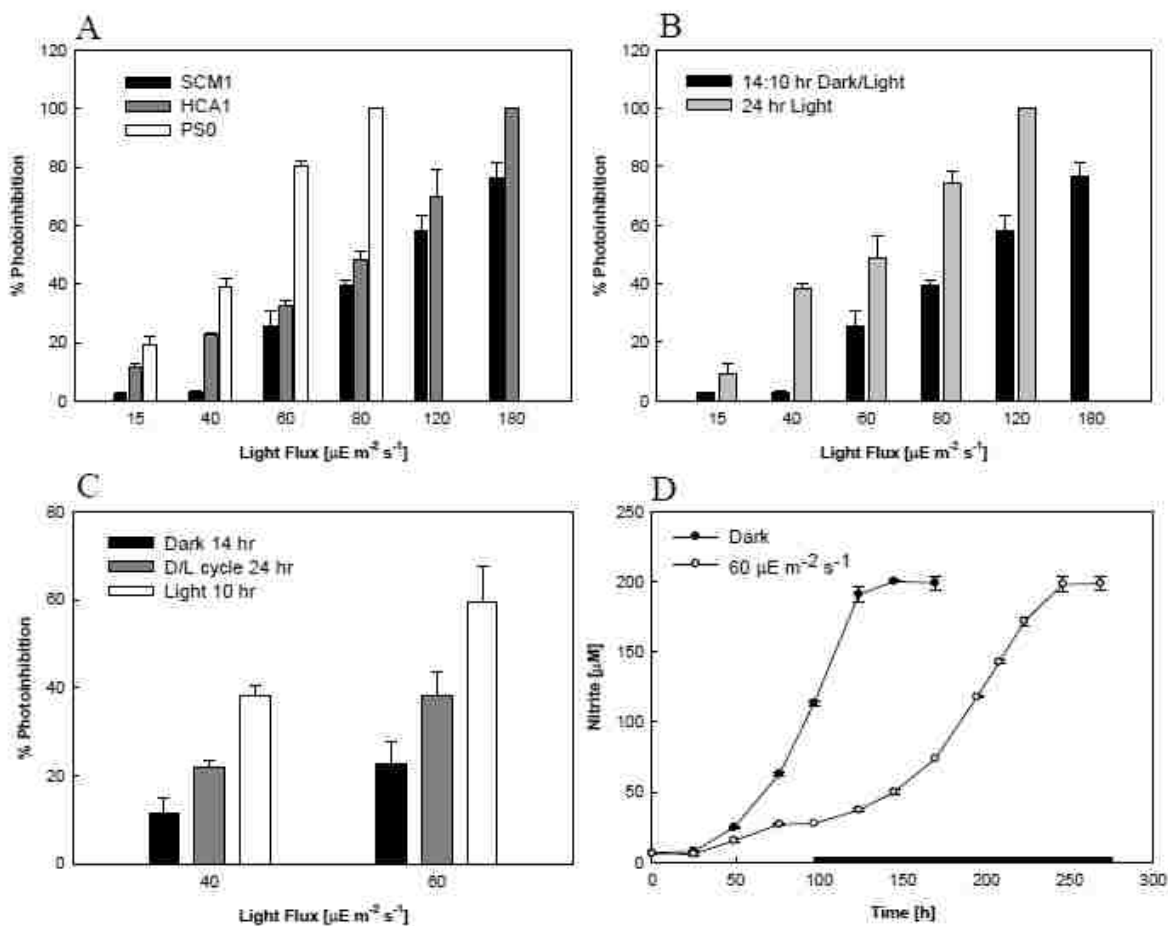 A
SCM1
HCA1
PS0
% Photoinhibition
120
100
80
60
40
20
0
15 40 60 80 120 180
Light Flux [µE m-2 s-1]
B
14:10 hr Dark/Light
24 hr Light
% Photoinhibition
120
100
80
60
40
20
0
15 40 60 80 120 180
Light Flux [µE m-2 s-1]
C
Dark 14 hr
D/L cycle 24 hr
Light 10 hr
% Photoinhibition
80
60
40
20
0
40 60
Light Flux [µE m-2 s-1]
D
Dark
60 µE m-2 s-1
Nitrite [µM]
250
200
150
100
50
0
0 50 100 150 200 250 300
Time [h]